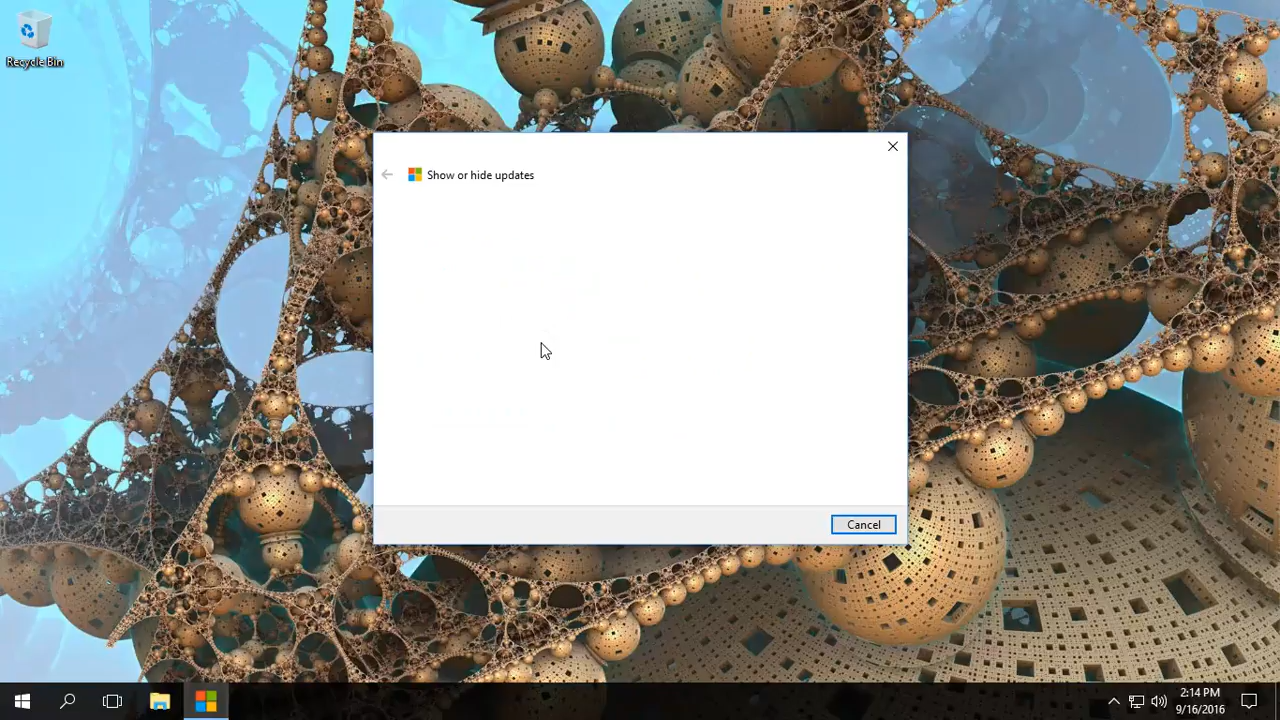 Recycle Bin
Show or hide updates
Cancel
2:14 PM
9/16/2016